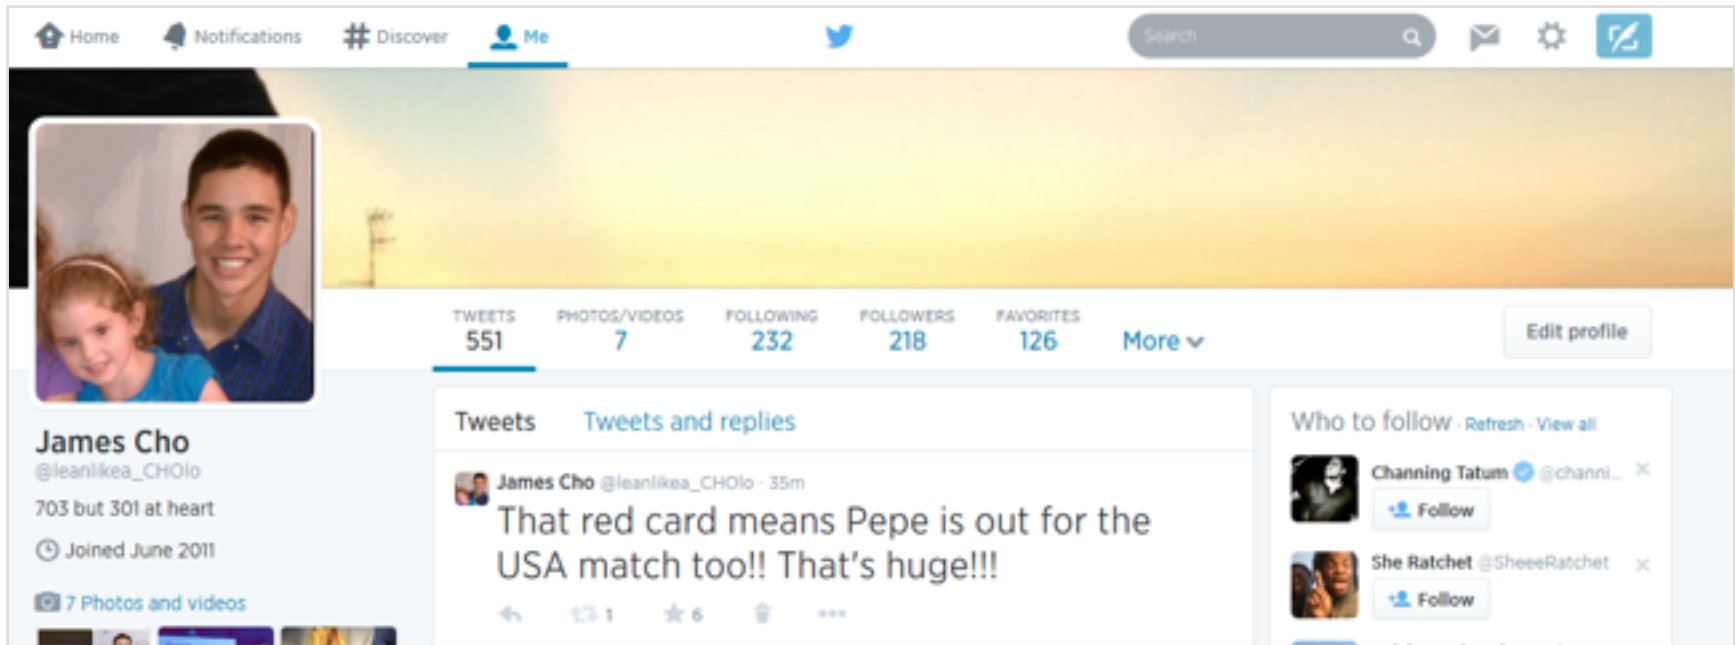 Home Notifications # Discover Me Search
TWEETS PHOTOS/VIDEOS FOLLOWING FOLLOWERS FAVORITES
551 7 232 218 126 More Edit profile
James Cho
@leanlikea_CHOlo
703 but 301 at heart
Joined June 2011
7 Photos and videos
Tweets Tweets and replies
James Cho @leanlikea_CHOlo · 35m
That red card means Pepe is out for the
USA match too!! That's huge!!!
1 6
Who to follow · Refresh · View all
Channing Tatum @channi...
Follow
She Ratchet @SheeeRatchet
Follow